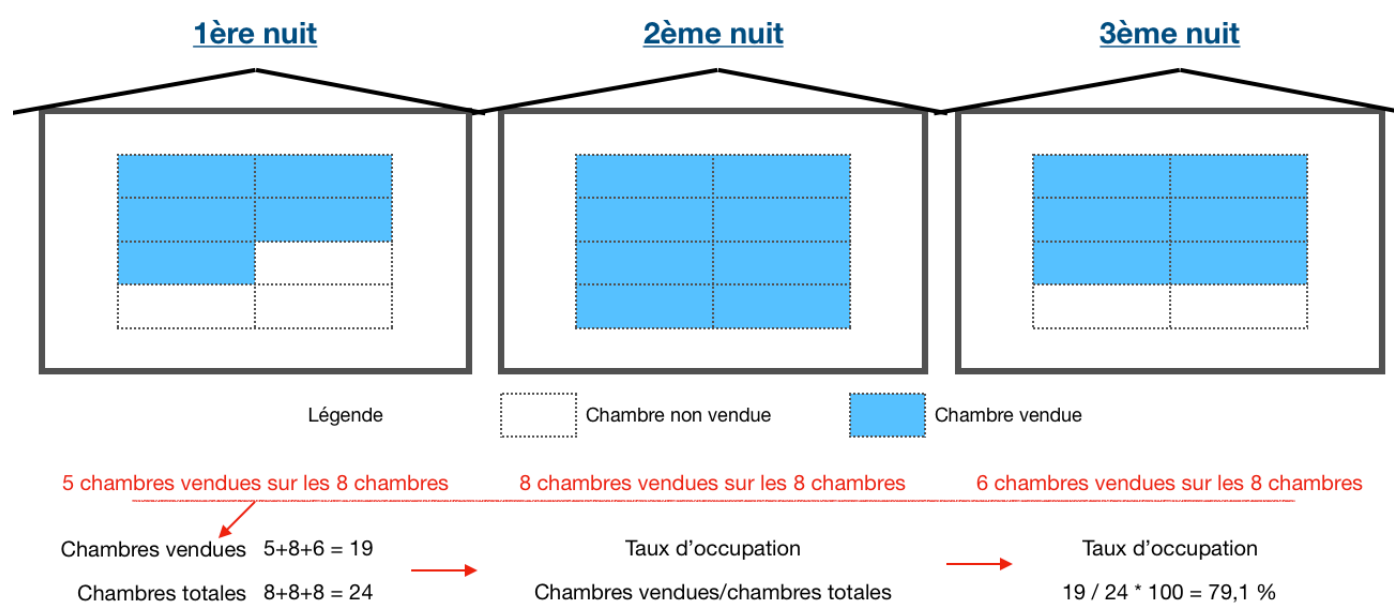 1ère nuit
2ème nuit
3ème nuit
Légende
Chambre non vendue
Chambre vendue
5 chambres vendues sur les 8 chambres
8 chambres vendues sur les 8 chambres
6 chambres vendues sur les 8 chambres
Chambres vendues 5+8+6 = 19
Chambres totales 8+8+8 = 24
Taux d’occupation
Chambres vendues/chambres totales
Taux d’occupation
19 / 24 * 100 = 79,1 %